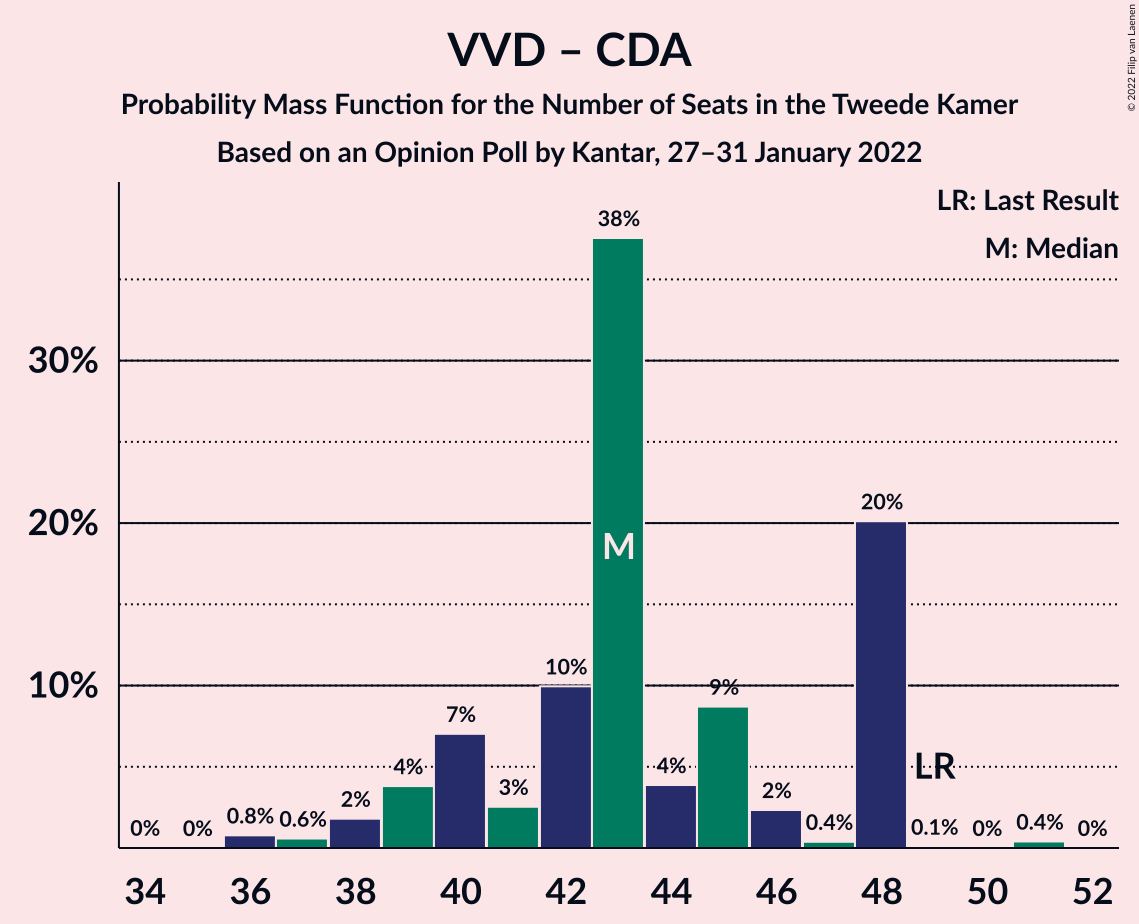 VVD – CDA
Probability Mass Function for the Number of Seats in the Tweede Kamer
Based on an Opinion Poll by Kantar, 27–31 January 2022
© 2022 Filip van Laenen
LR: Last Result
M: Median
30%
20%
10%
0%
0%
0.8%
0.6%
2%
4%
7%
3%
10%
38%
M
4%
9%
2%
0.4%
20%
LR
0.1%
0%
0.4%
0%
34 36 38 40 42 44 46 48 50 52